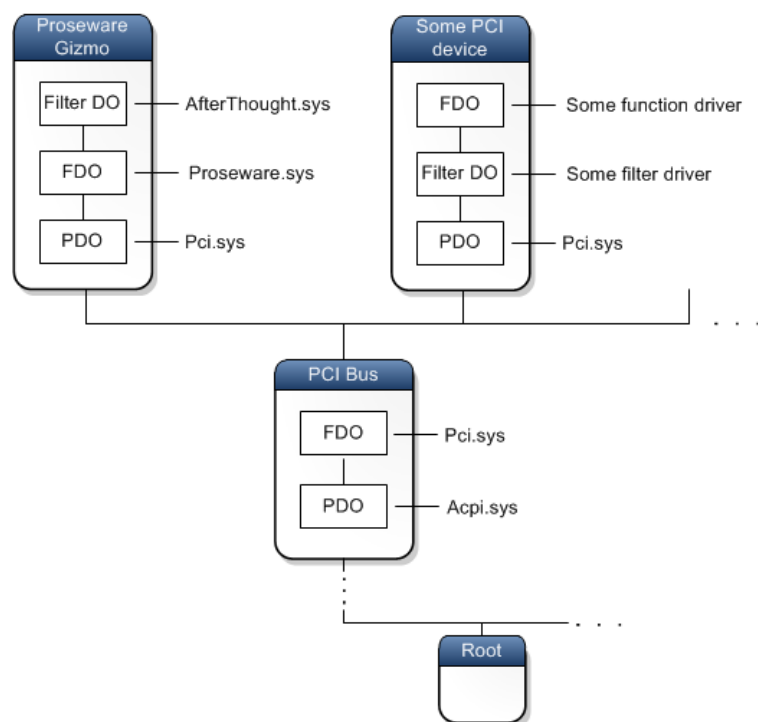 Proseware
Gizmo
Filter DO
AfterThought.sys
FDO
Proseware.sys
PDO
Pci.sys
Some PCI
device
FDO
Some function driver
Filter DO
Some filter driver
PDO
Pci.sys
. . .
PCI Bus
FDO
Pci.sys
PDO
Acpi.sys
. . .
Root